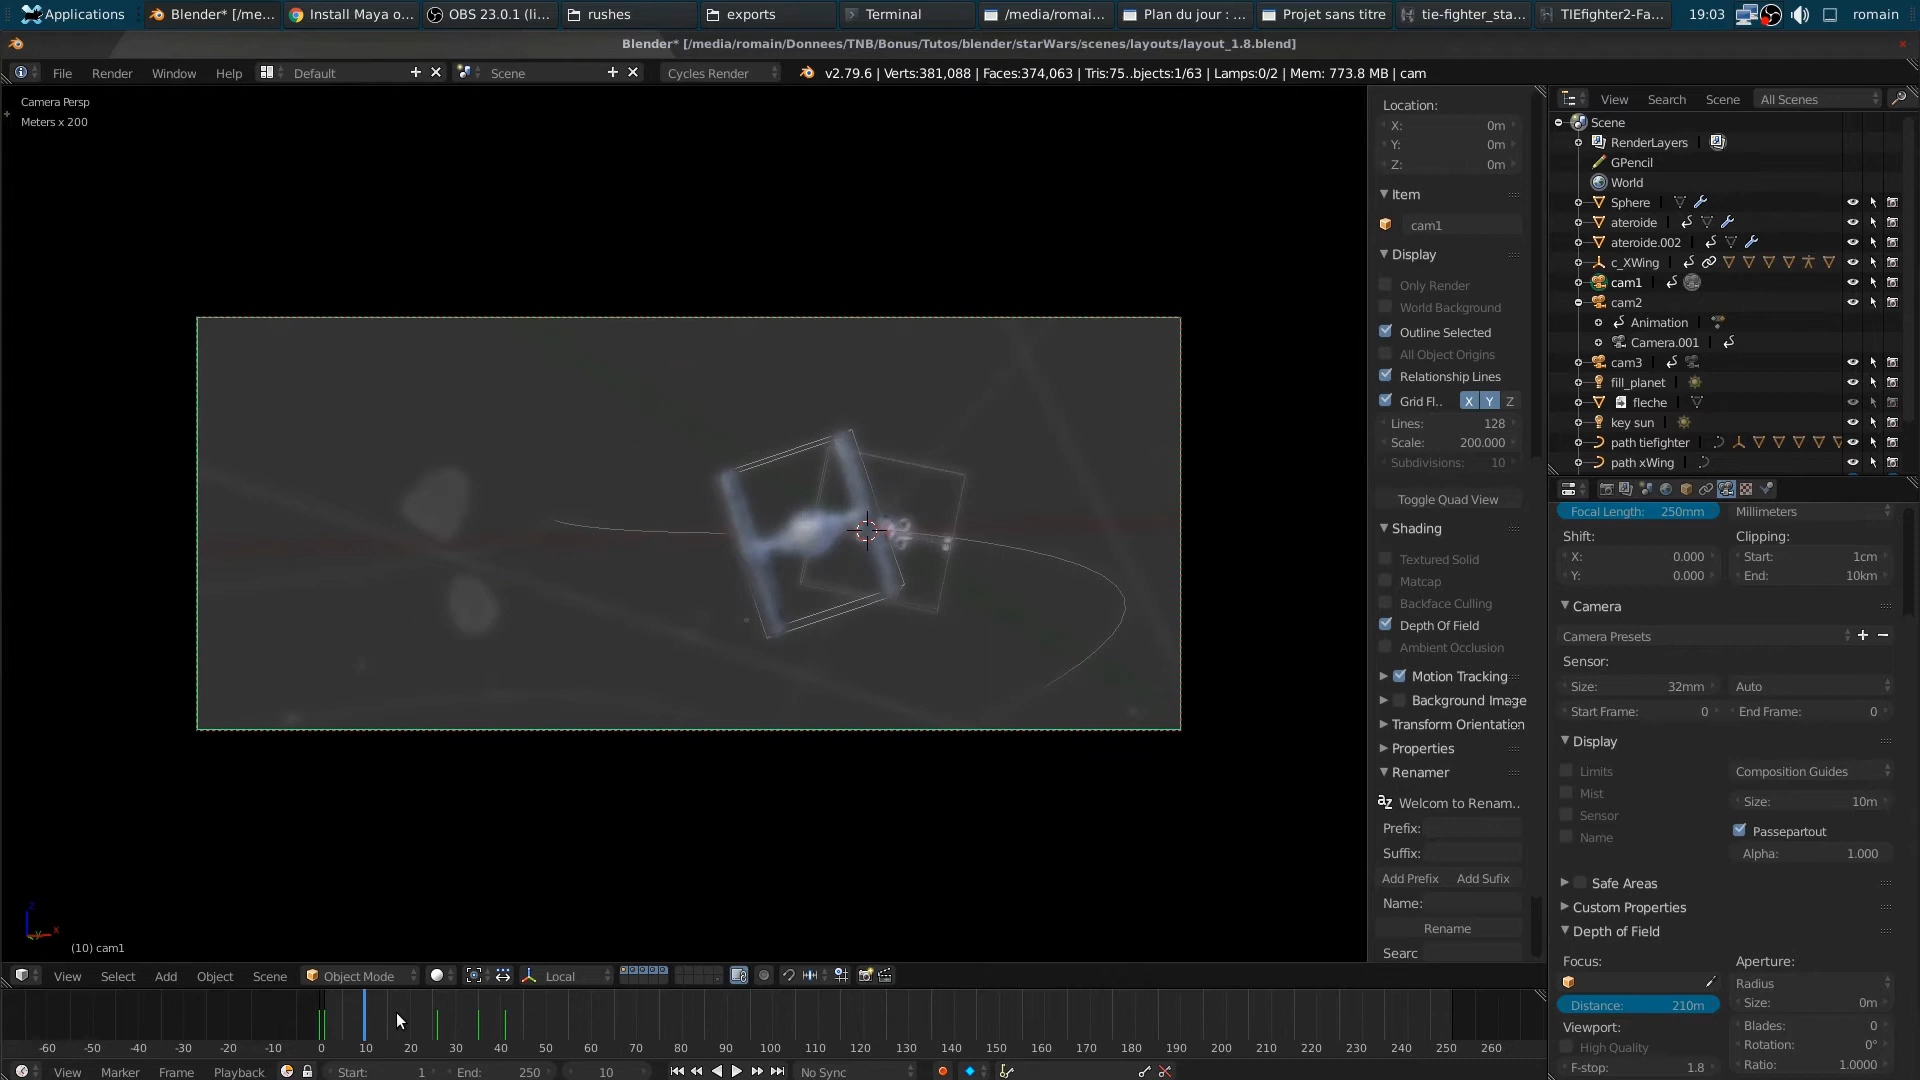 Applications
Blender* [/me...
Install Maya o...
OBS 23.0.1 (li...
rushes
exports
Terminal
/media/romai...
Plan du jour : ...
Projet sans titre
tie-fighter_sta...
TIEfighter2-Fa...
19:03
romain
Blender* [/media/romain/Donnees/TNB/Bonus/Tutos/blender/starWars/scenes/layouts/layout_1.8.blend]
File
Render
Window
Help
Default
Scene
Cycles Render
v2.79.6 | Verts:381,088 | Faces:374,063 | Tris:75..bjects:1/63 | Lamps:0/2 | Mem: 773.8 MB | cam
Camera Persp
Meters x 200
(10) cam1
Location:
X: 0m
Y: 0m
Z: 0m
Item
cam1
Display
Only Render
World Background
Outline Selected
All Object Origins
Relationship Lines
Grid Fl..
X
Y
Z
Lines: 128
Scale: 200.000
Subdivisions: 10
Toggle Quad View
Shading
Textured Solid
Matcap
Backface Culling
Depth Of Field
Ambient Occlusion
Motion Tracking
Background Image
Transform Orientation
Properties
Renamer
Welcom to Renam..
Prefix:
Suffix:
Add Prefix
Add Sufix
Name:
Rename
Searc
View
Search
Scene
All Scenes
Scene
RenderLayers
GPencil
World
Sphere
ateroide
ateroide.002
c_XWing
cam1
cam2
Animation
Camera.001
cam3
fill_planet
fleche
key sun
path tiefighter
path xWing
Focal Length: 250mm
Millimeters
Shift:
Clipping:
X: 0.000
Start: 1cm
Y: 0.000
End: 10km
Camera
Camera Presets
Sensor:
Size: 32mm
Auto
Start Frame: 0
End Frame: 0
Display
Limits
Composition Guides
Mist
Size: 10m
Sensor
Passepartout
Name
Alpha: 1.000
Safe Areas
Custom Properties
Depth of Field
Focus:
Aperture:
Radius
Distance: 210m
Size: 0m
Viewport:
Blades: 0
High Quality
Rotation: 0°
F-stop: 1.8
Ratio: 1.0000
View
Select
Add
Object
Scene
Object Mode
Local
-60 -50 -40 -30 -20 -10 0 10 20 30 40 50 60 70 80 90 100 110 120 130 140 150 160 170 180 190 200 210 220 230 240 250 260
View
Marker
Frame
Playback
Start: 1
End: 250
10
No Sync